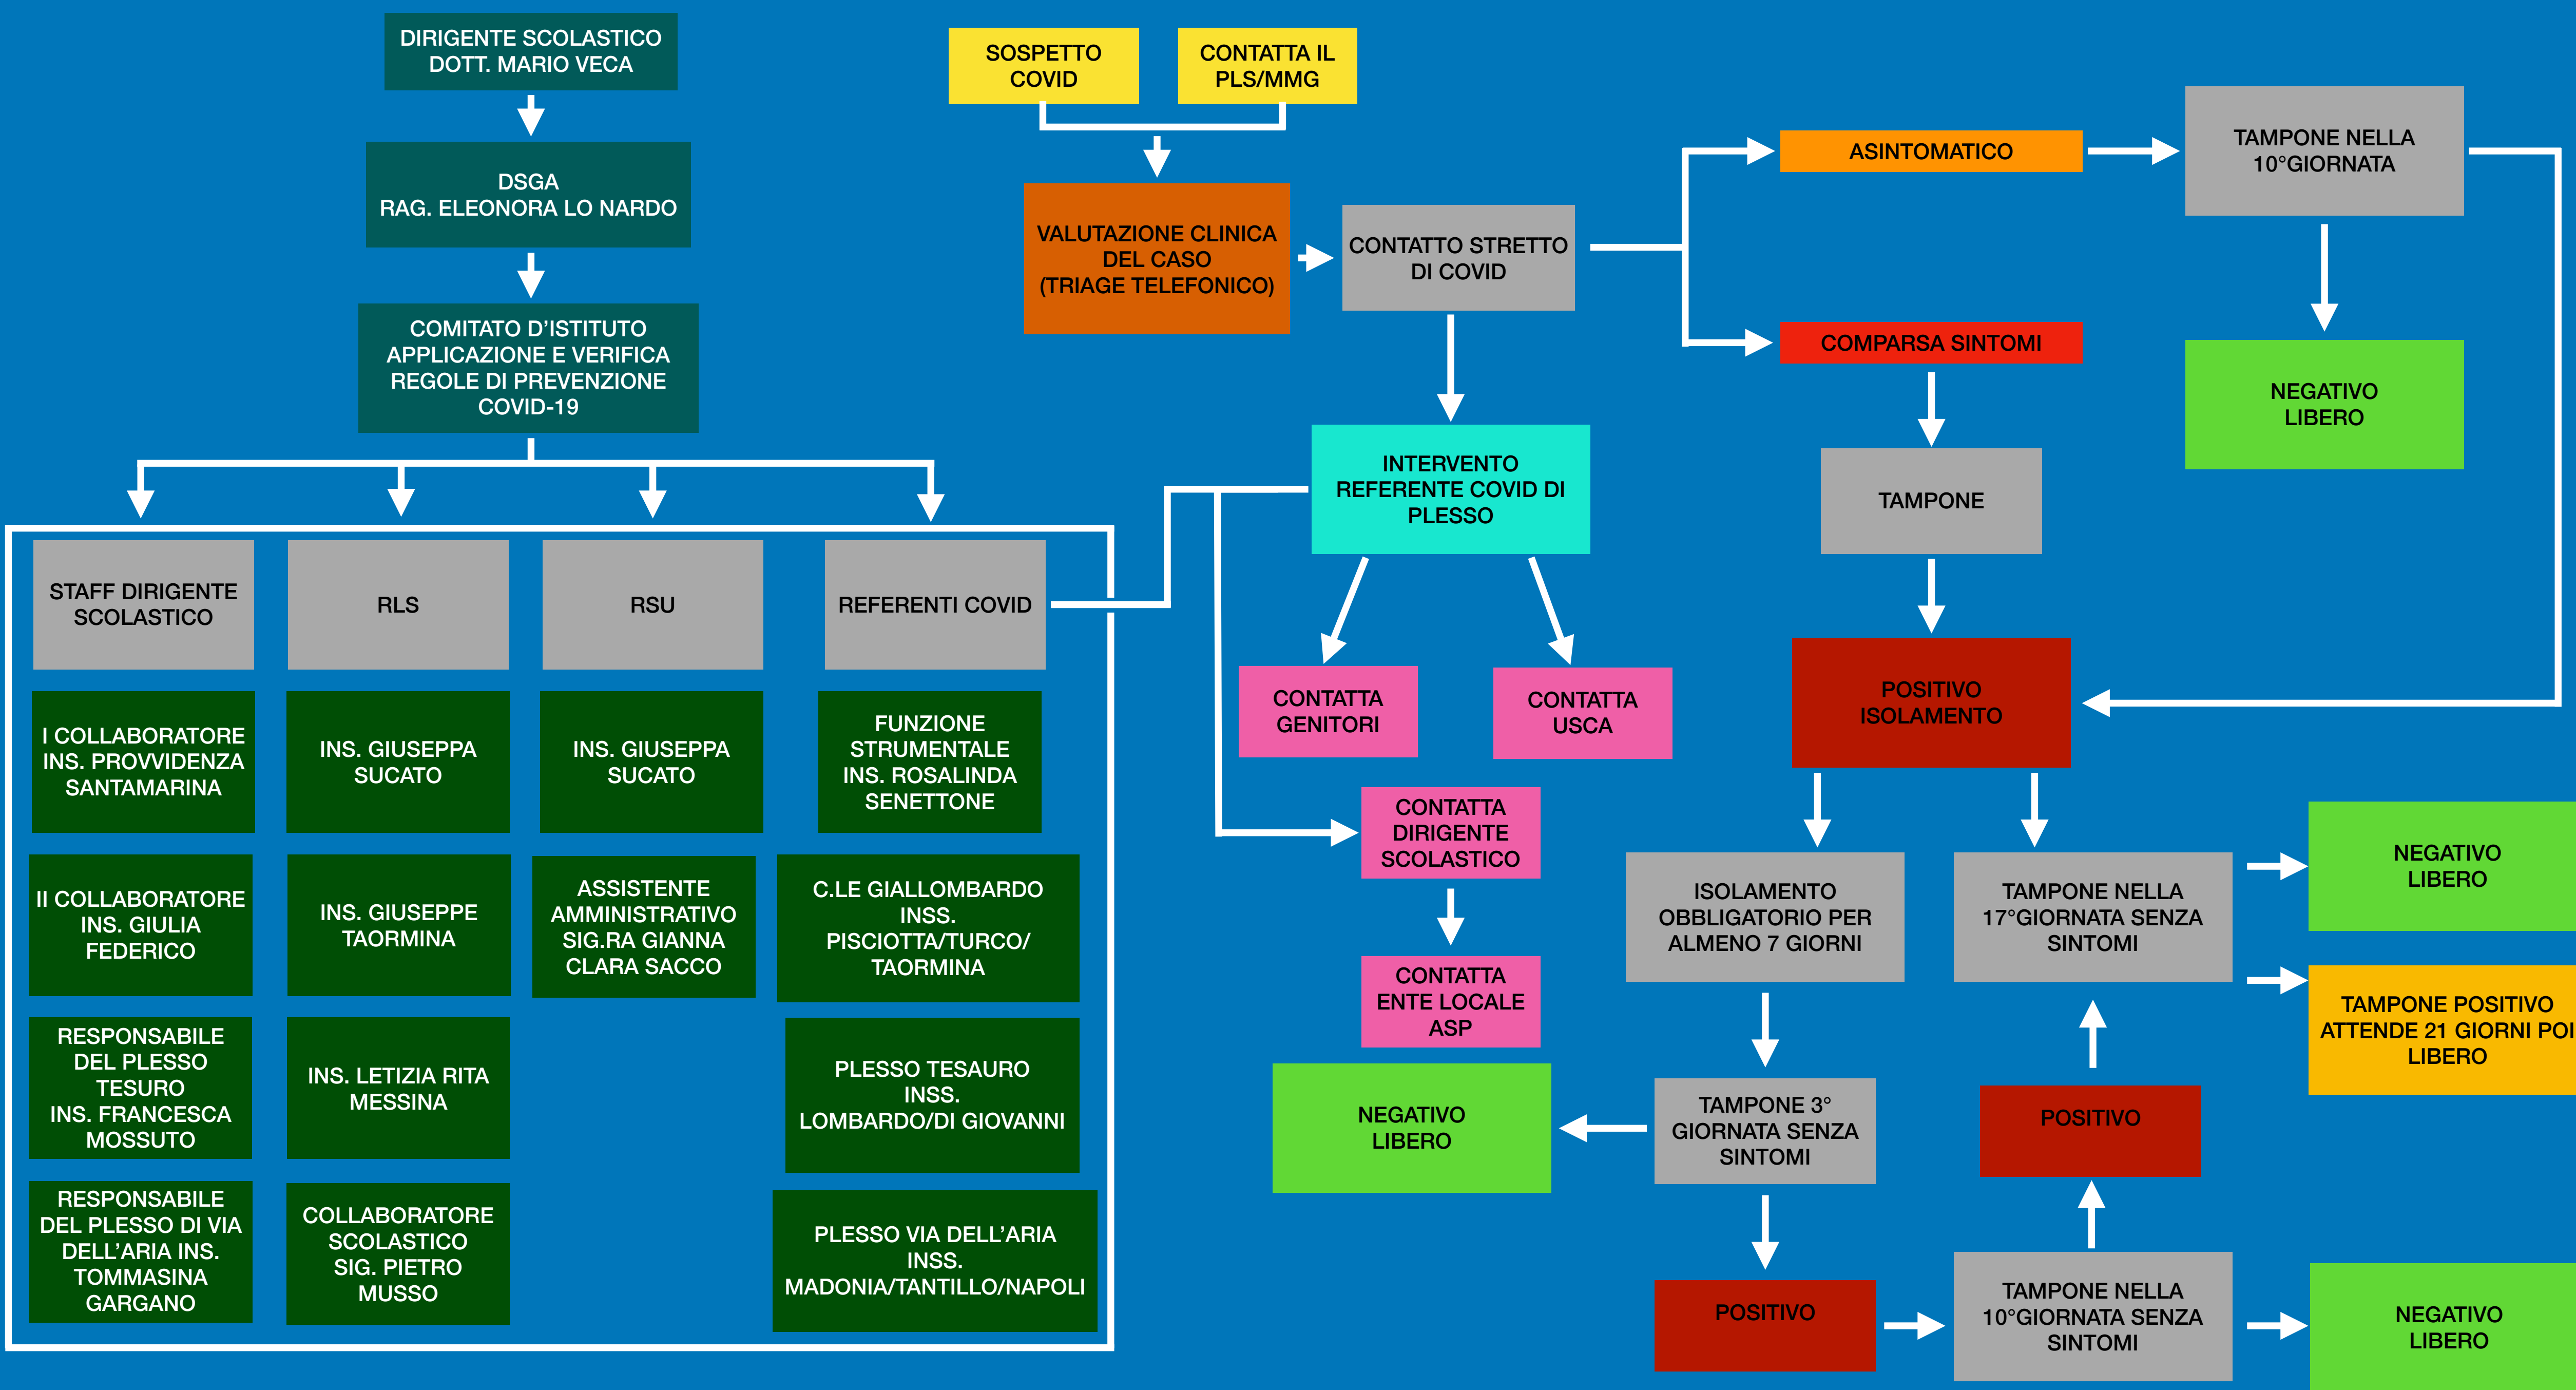 DIRIGENTE SCOLASTICO
DOTT. MARIO VECA
DSGA
RAG. ELEONORA LO NARDO
COMITATO D'ISTITUTO
APPLICAZIONE E VERIFICA
REGOLE DI PREVENZIONE
COVID-19
STAFF DIRIGENTE
SCOLASTICO
I COLLABORATORE
INS. PROVVIDENZA
SANTAMARINA
II COLLABORATORE
INS. GIULIA
FEDERICO
RESPONSABILE
DEL PLESSO
TESURO
INS. FRANCESCA
MOSSUTO
RESPONSABILE
DEL PLESSO DI VIA
DELL'ARIA INS.
TOMMASINA
GARGANO
RLS
INS. GIUSEPPA
SUCATO
INS. GIUSEPPE
TAORMINA
INS. LETIZIA RITA
MESSINA
COLLABORATORE
SCOLASTICO
SIG. PIETRO
MUSSO
RSU
INS. GIUSEPPA
SUCATO
ASSISTENTE
AMMINISTRATIVO
SIG.RA GIANNA
CLARA SACCO
REFERENTI COVID
FUNZIONE
STRUMENTALE
INS. ROSALINDA
SENETTONE
C.LE GIALLOMBARDO
INSS.
PISCIOTTA/TURCO/
TAORMINA
PLESSO TESAURO
INSS.
LOMBARDO/DI GIOVANNI
PLESSO VIA DELL'ARIA
INSS.
MADONIA/TANTILLO/NAPOLI
SOSPETTO
COVID
CONTATTA IL
PLS/MMG
VALUTAZIONE CLINICA
DEL CASO
(TRIAGE TELEFONICO)
CONTATTO STRETTO
DI COVID
INTERVENTO
REFERENTE COVID DI
PLESSO
CONTATTA
GENITORI
CONTATTA
USCA
CONTATTA
DIRIGENTE
SCOLASTICO
CONTATTA
ENTE LOCALE
ASP
ASINTOMATICO
TAMPONE NELLA
10°GIORNATA
NEGATIVO
LIBERO
COMPARSA SINTOMI
TAMPONE
POSITIVO
ISOLAMENTO
ISOLAMENTO
OBBLIGATORIO PER
ALMENO 7 GIORNI
TAMPONE 3°
GIORNATA SENZA
SINTOMI
NEGATIVO
LIBERO
POSITIVO
TAMPONE NELLA
10°GIORNATA SENZA
SINTOMI
NEGATIVO
LIBERO
POSITIVO
TAMPONE NELLA
17°GIORNATA SENZA
SINTOMI
NEGATIVO
LIBERO
TAMPONE POSITIVO
ATTENDE 21 GIORNI POI
LIBERO